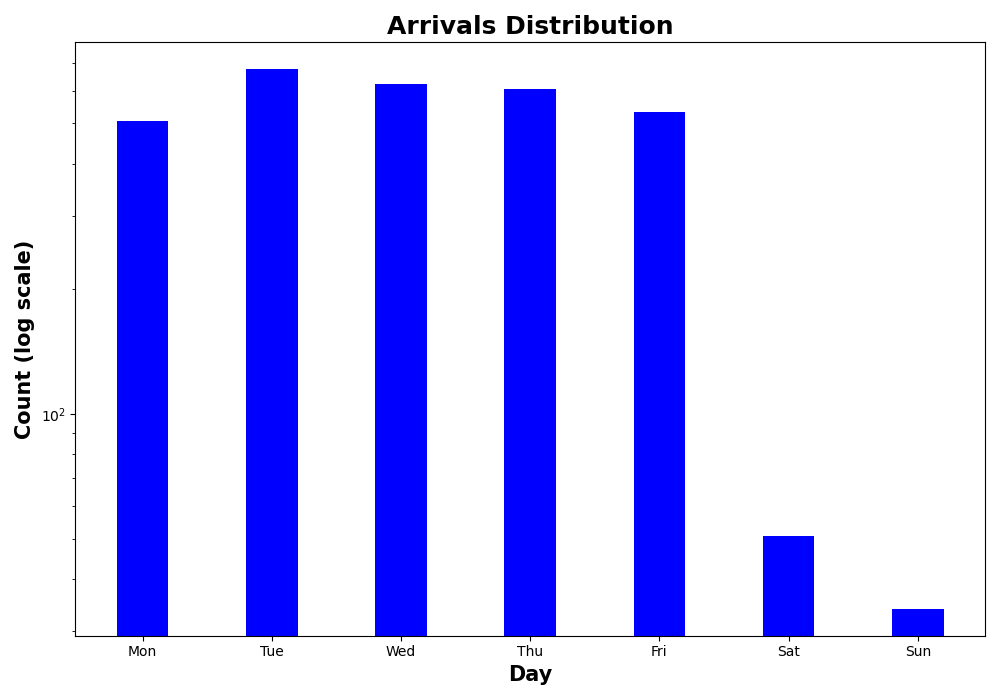 Arrivals Distribution
Count (log scale)
10²
Mon Tue Wed Thu Fri Sat Sun
Day